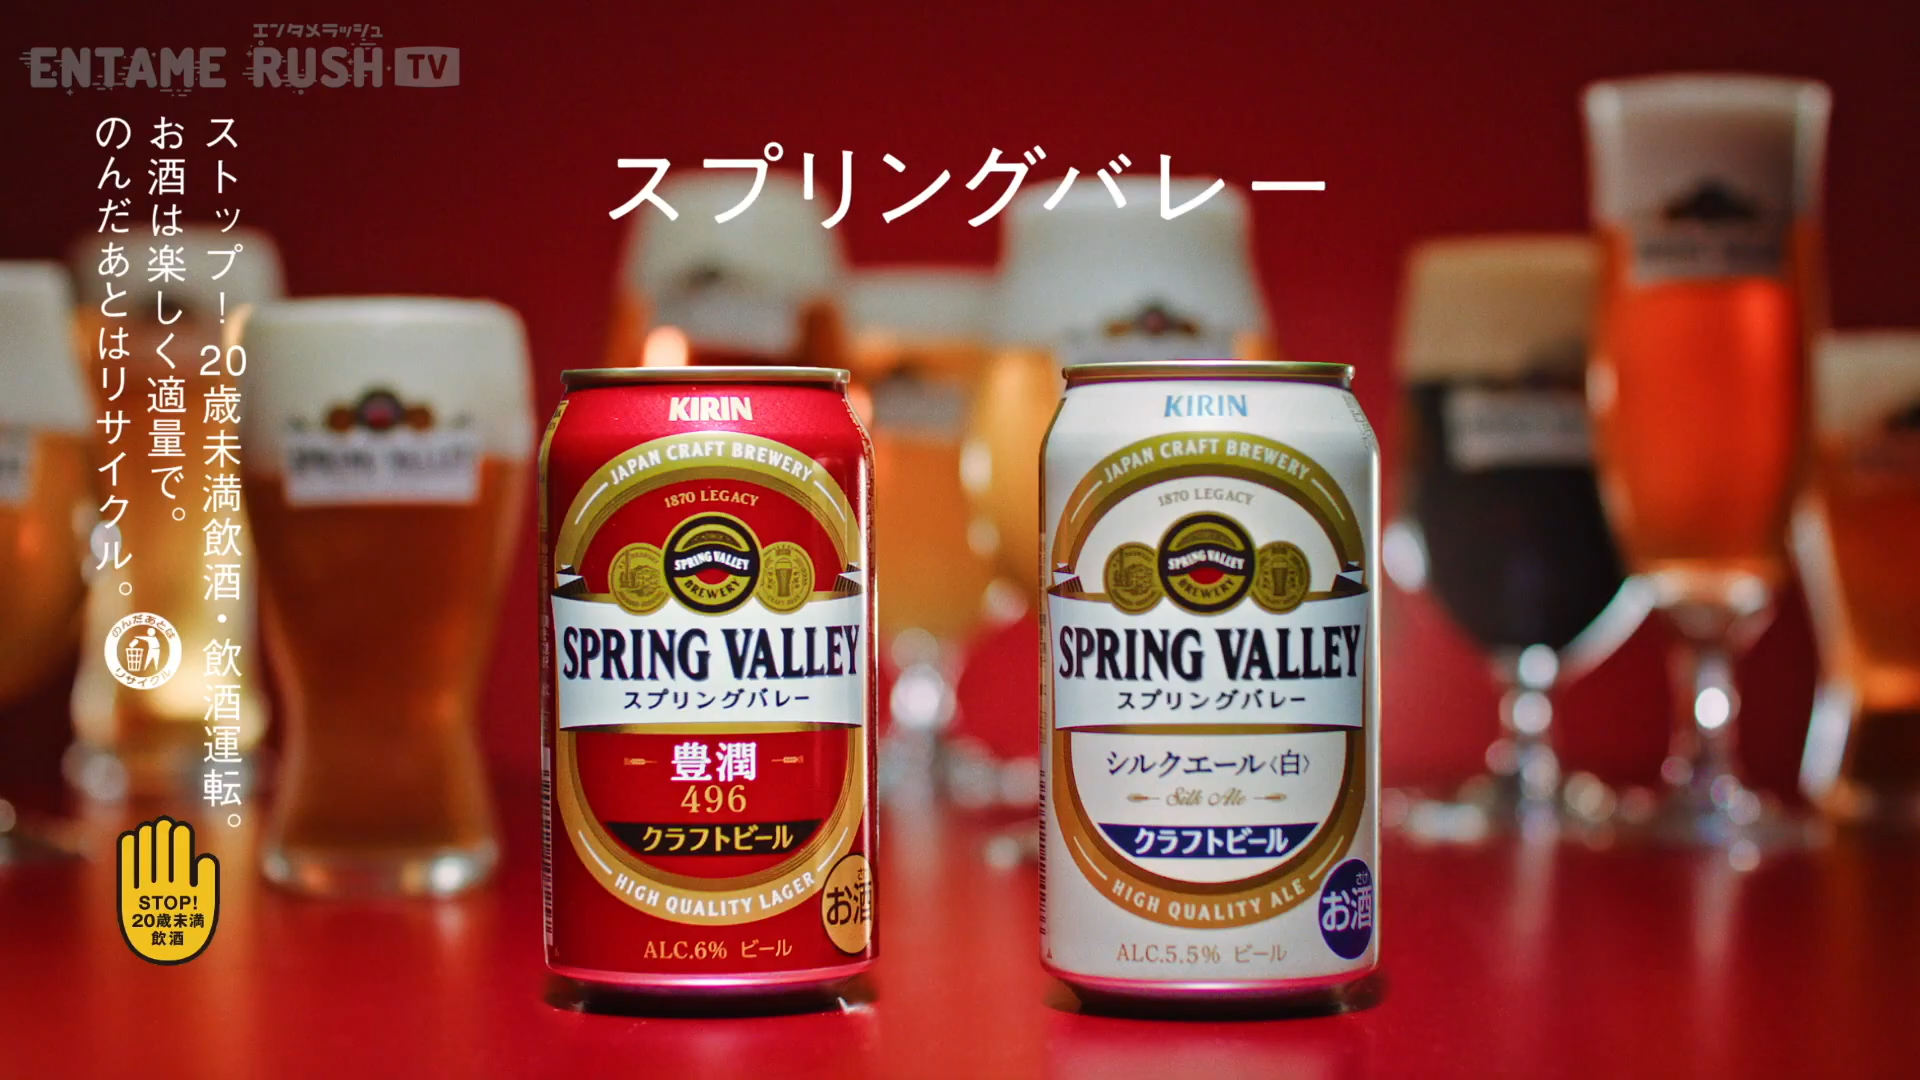 エンタメラッシュ
ENTAME RUSH TV
ストップ！20歳未満飲酒・飲酒運転。
お酒は楽しく適量で。
のんだあとはリサイクル。
のんだあとは
リサイクル
STOP!
20歳未満
飲酒
スプリングバレー
KIRIN
JAPAN CRAFT BREWERY
1870 LEGACY
SPRING VALLEY
BREWERY
SPRING VALLEY
スプリングバレー
豊潤
496
クラフトビール
HIGH QUALITY LAGER
さけ
お酒
ALC.6% ビール
KIRIN
JAPAN CRAFT BREWERY
1870 LEGACY
SPRING VALLEY
BREWERY
SPRING VALLEY
スプリングバレー
シルクエール〈白〉
Silk Ale
クラフトビール
HIGH QUALITY ALE
さけ
お酒
ALC.5.5% ビール
SPRING VALLEY